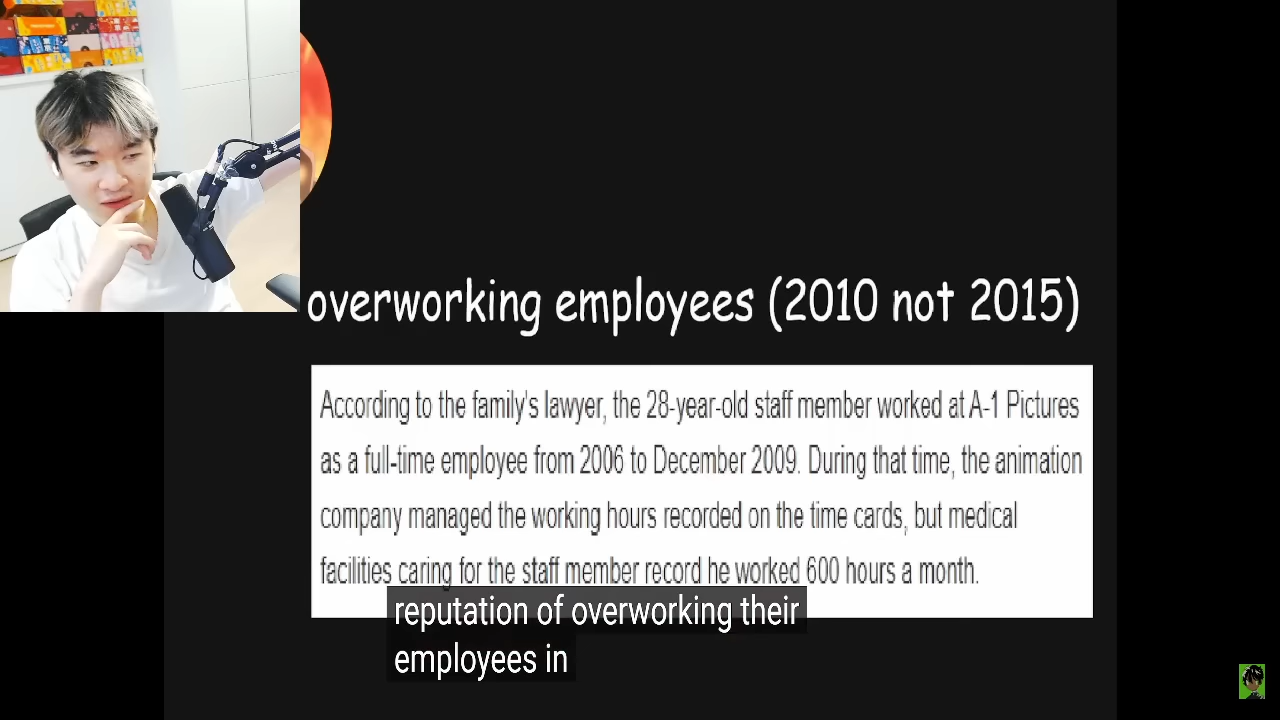 overworking employees (2010 not 2015)
According to the family's lawyer, the 28-year-old staff member worked at A-1 Pictures
as a full-time employee from 2006 to December 2009. During that time, the animation
company managed the working hours recorded on the time cards, but medical
facilities caring for the staff member record he worked 600 hours a month.
reputation of overworking their
employees in